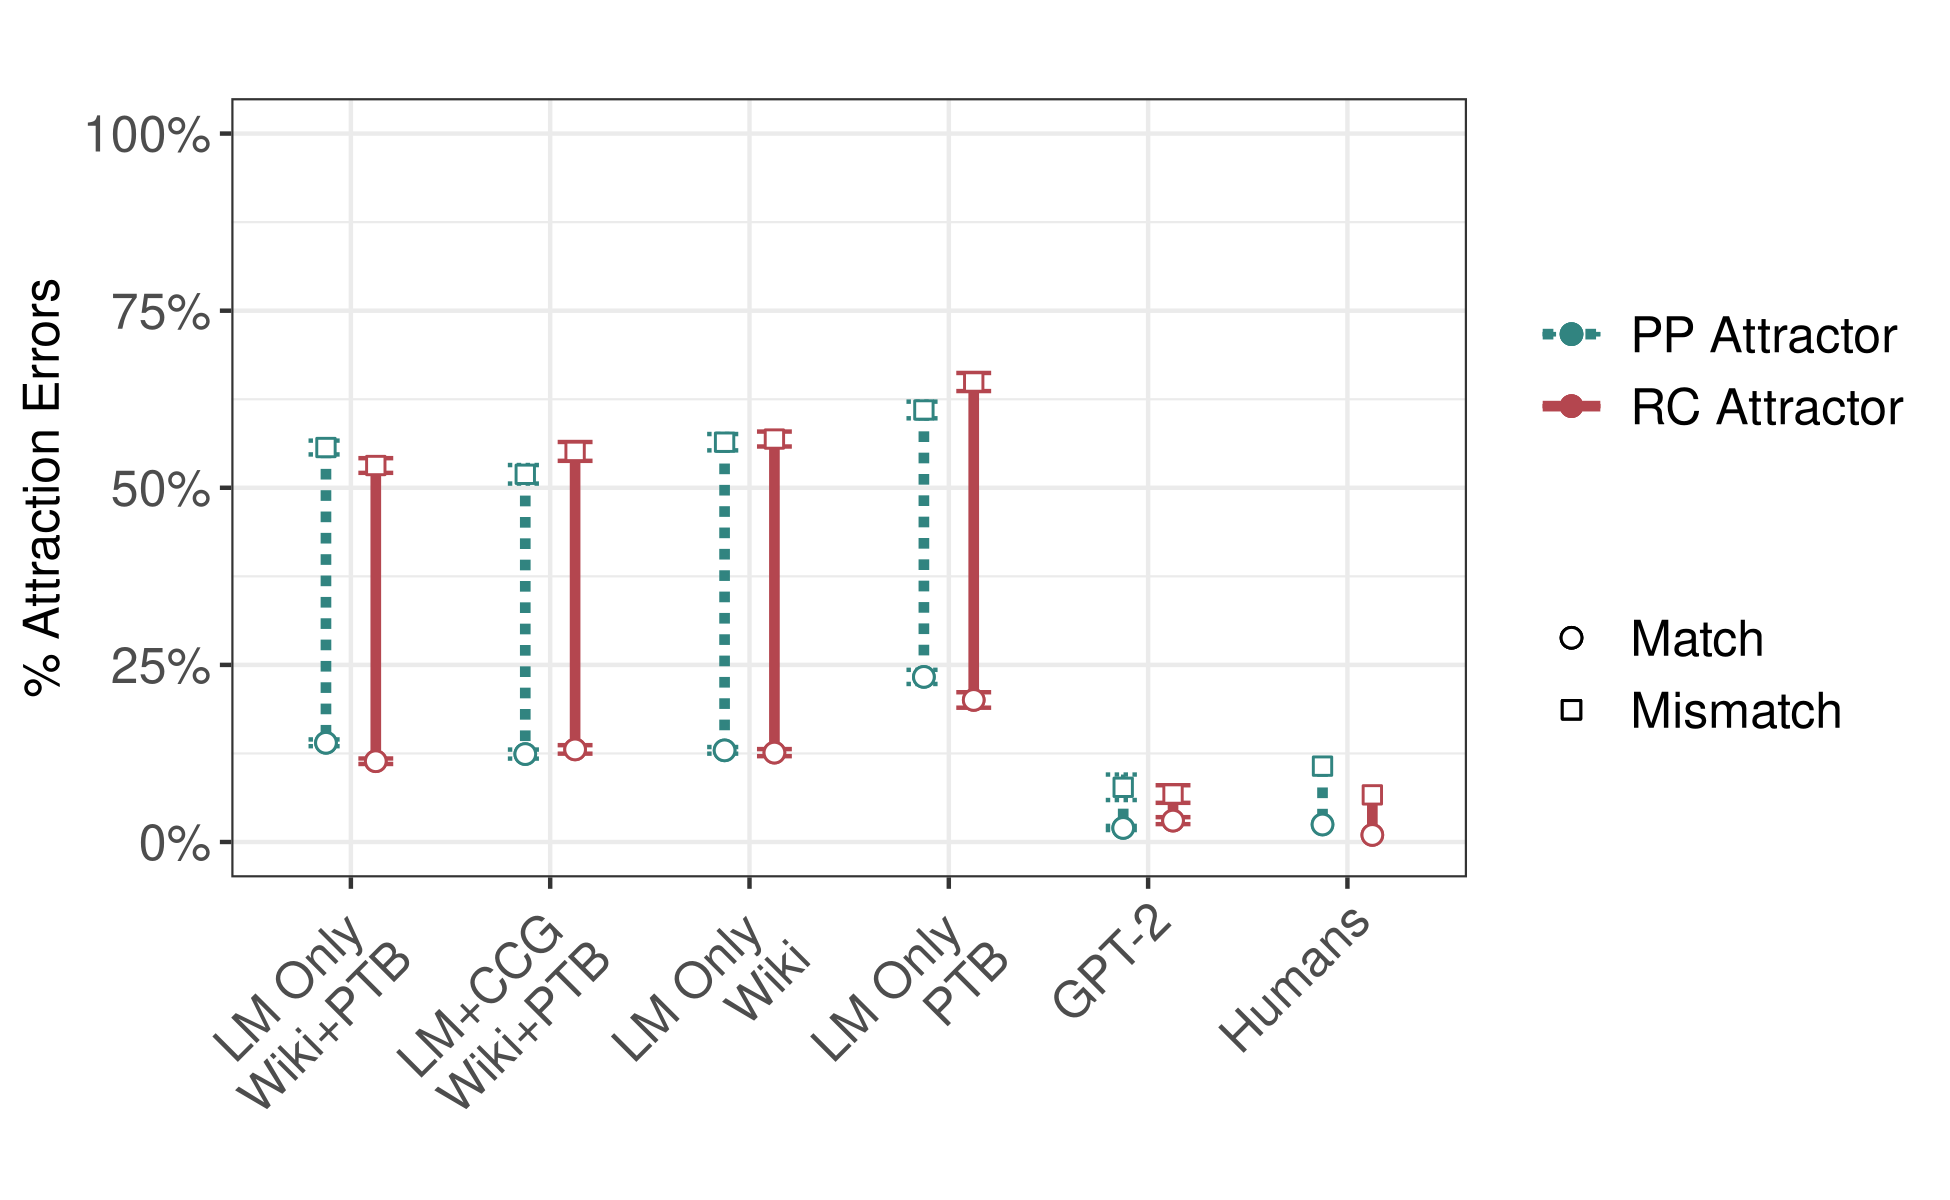 % Attraction Errors
100%
75%
50%
25%
0%
LM Only
Wiki+PTB
LM+CCG
Wiki+PTB
LM Only
Wiki
LM Only
PTB
GPT-2
Humans
PP Attractor
RC Attractor
Match
Mismatch